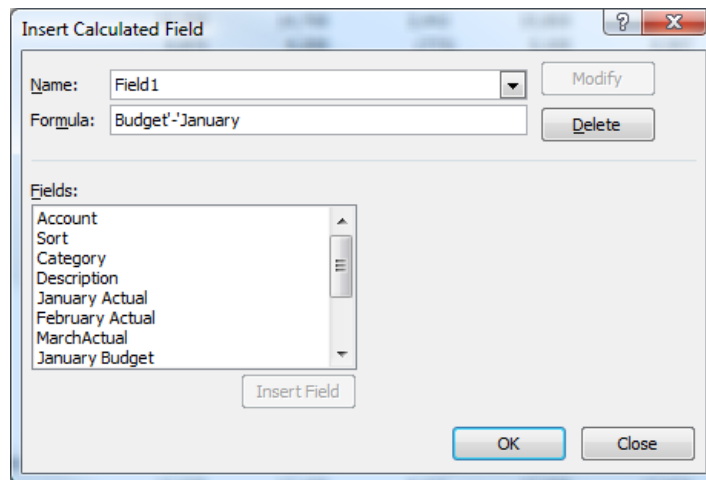 Insert Calculated Field
Name: Field1 Modify
Formula: Budget'-'January Delete
Fields:
Account
Sort
Category
Description
January Actual
February Actual
MarchActual
January Budget
Insert Field
OK Close